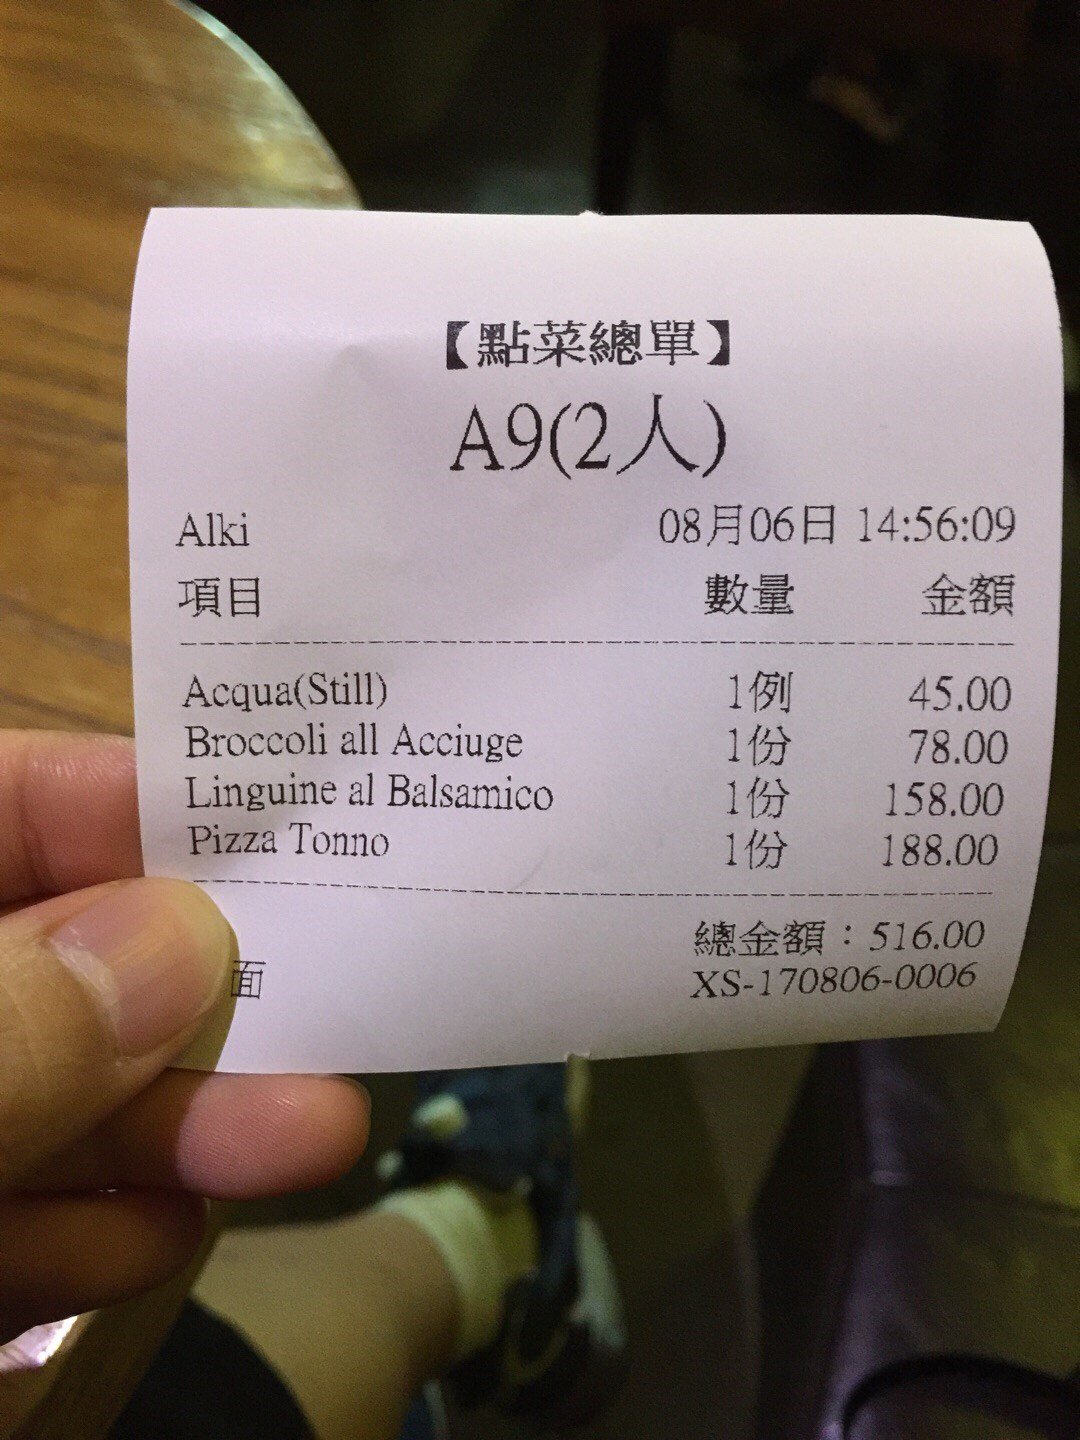 【點菜總單】
A9(2人)
Alki 08月06日 14:56:09
項目 數量 金額
Acqua(Still) 1例 45.00
Broccoli all Acciuge 1份 78.00
Linguine al Balsamico 1份 158.00
Pizza Tonno 1份 188.00
總金額：516.00
面 XS-170806-0006